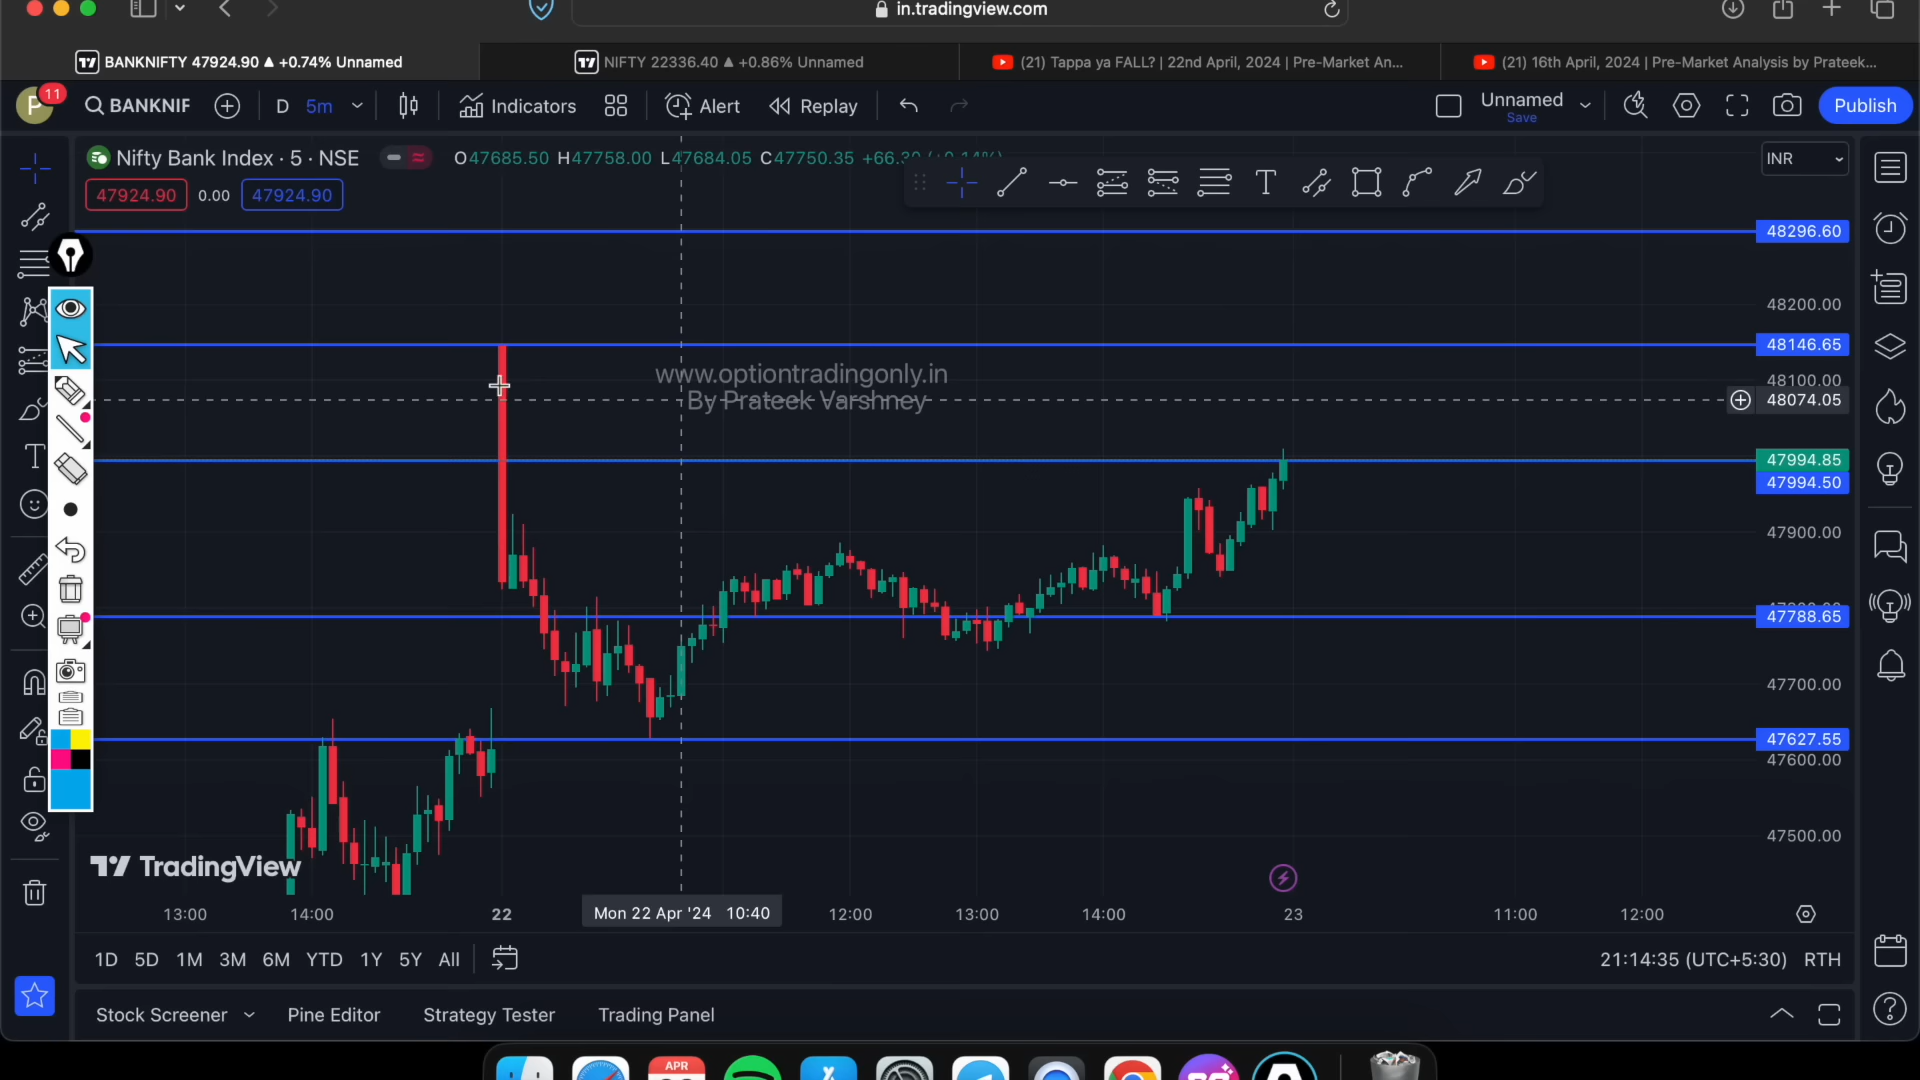 in.tradingview.com
BANKNIFTY 47924.90 ▲ +0.74% Unnamed
NIFTY 22336.40 ▲ +0.86% Unnamed
(21) Tappa ya FALL? | 22nd April, 2024 | Pre-Market An...
(21) 16th April, 2024 | Pre-Market Analysis by Prateek...
P 11
BANKNIF
D 5m
Indicators
Alert
Replay
Unnamed
Save
Publish
Nifty Bank Index · 5 · NSE
O47685.50 H47758.00 L47684.05 C47750.35 +66.30 (+0.14%)
INR
47924.90 0.00 47924.90
48296.60
48200.00
48146.65
www.optiontradingonly.in
48100.00
By Prateek Varshney
48074.05
47994.85
47994.50
47900.00
47788.65
47700.00
47627.55
47600.00
47500.00
TradingView
13:00 14:00 22 Mon 22 Apr '24 10:40 12:00 13:00 14:00 23 11:00 12:00
1D 5D 1M 3M 6M YTD 1Y 5Y All
21:14:35 (UTC+5:30) RTH
Stock Screener Pine Editor Strategy Tester Trading Panel
APR